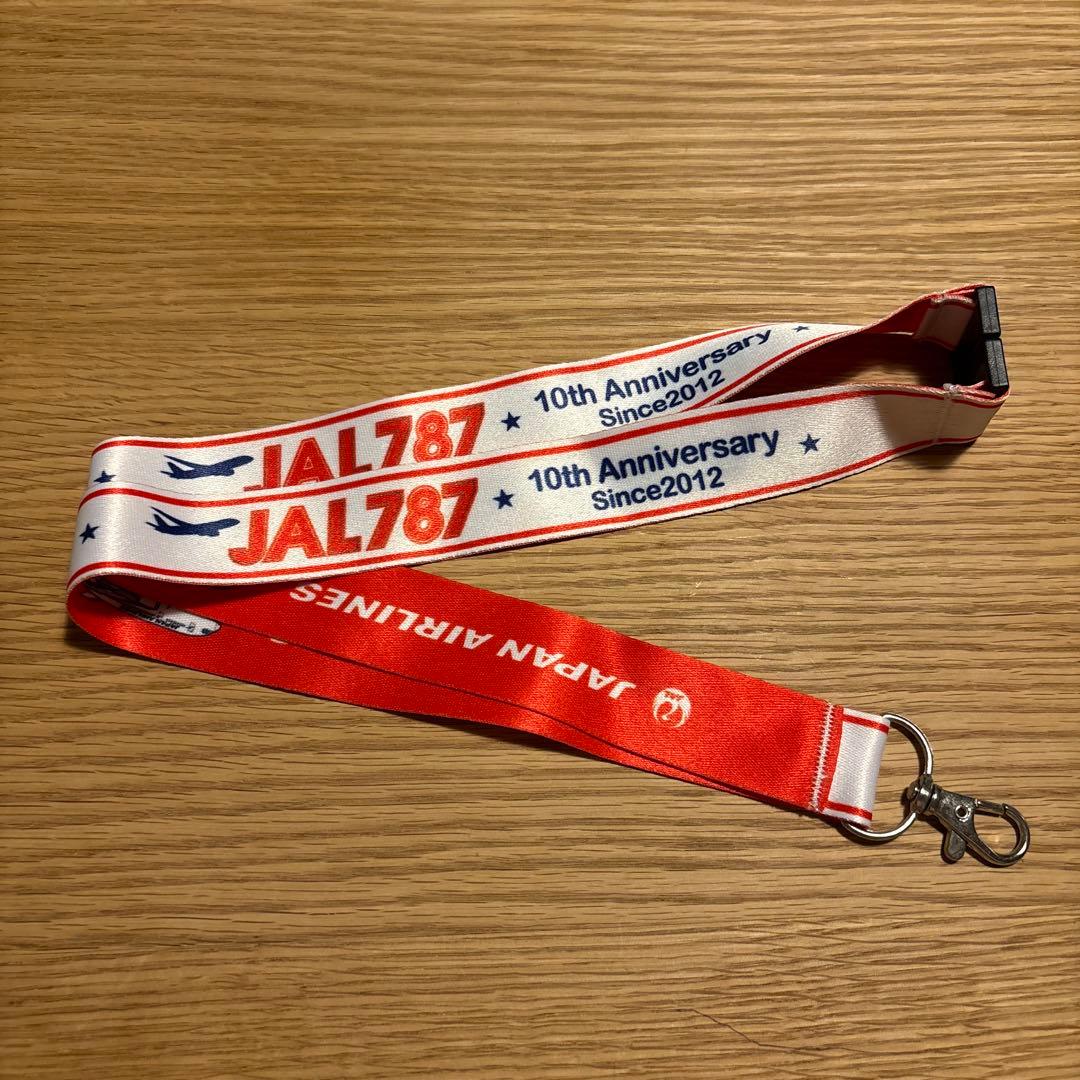 JAL787 ★ 10th Anniversary ★
Since2012
★ JAL787 ★ 10th Anniversary ★
Since2012
JAPAN AIRLINES